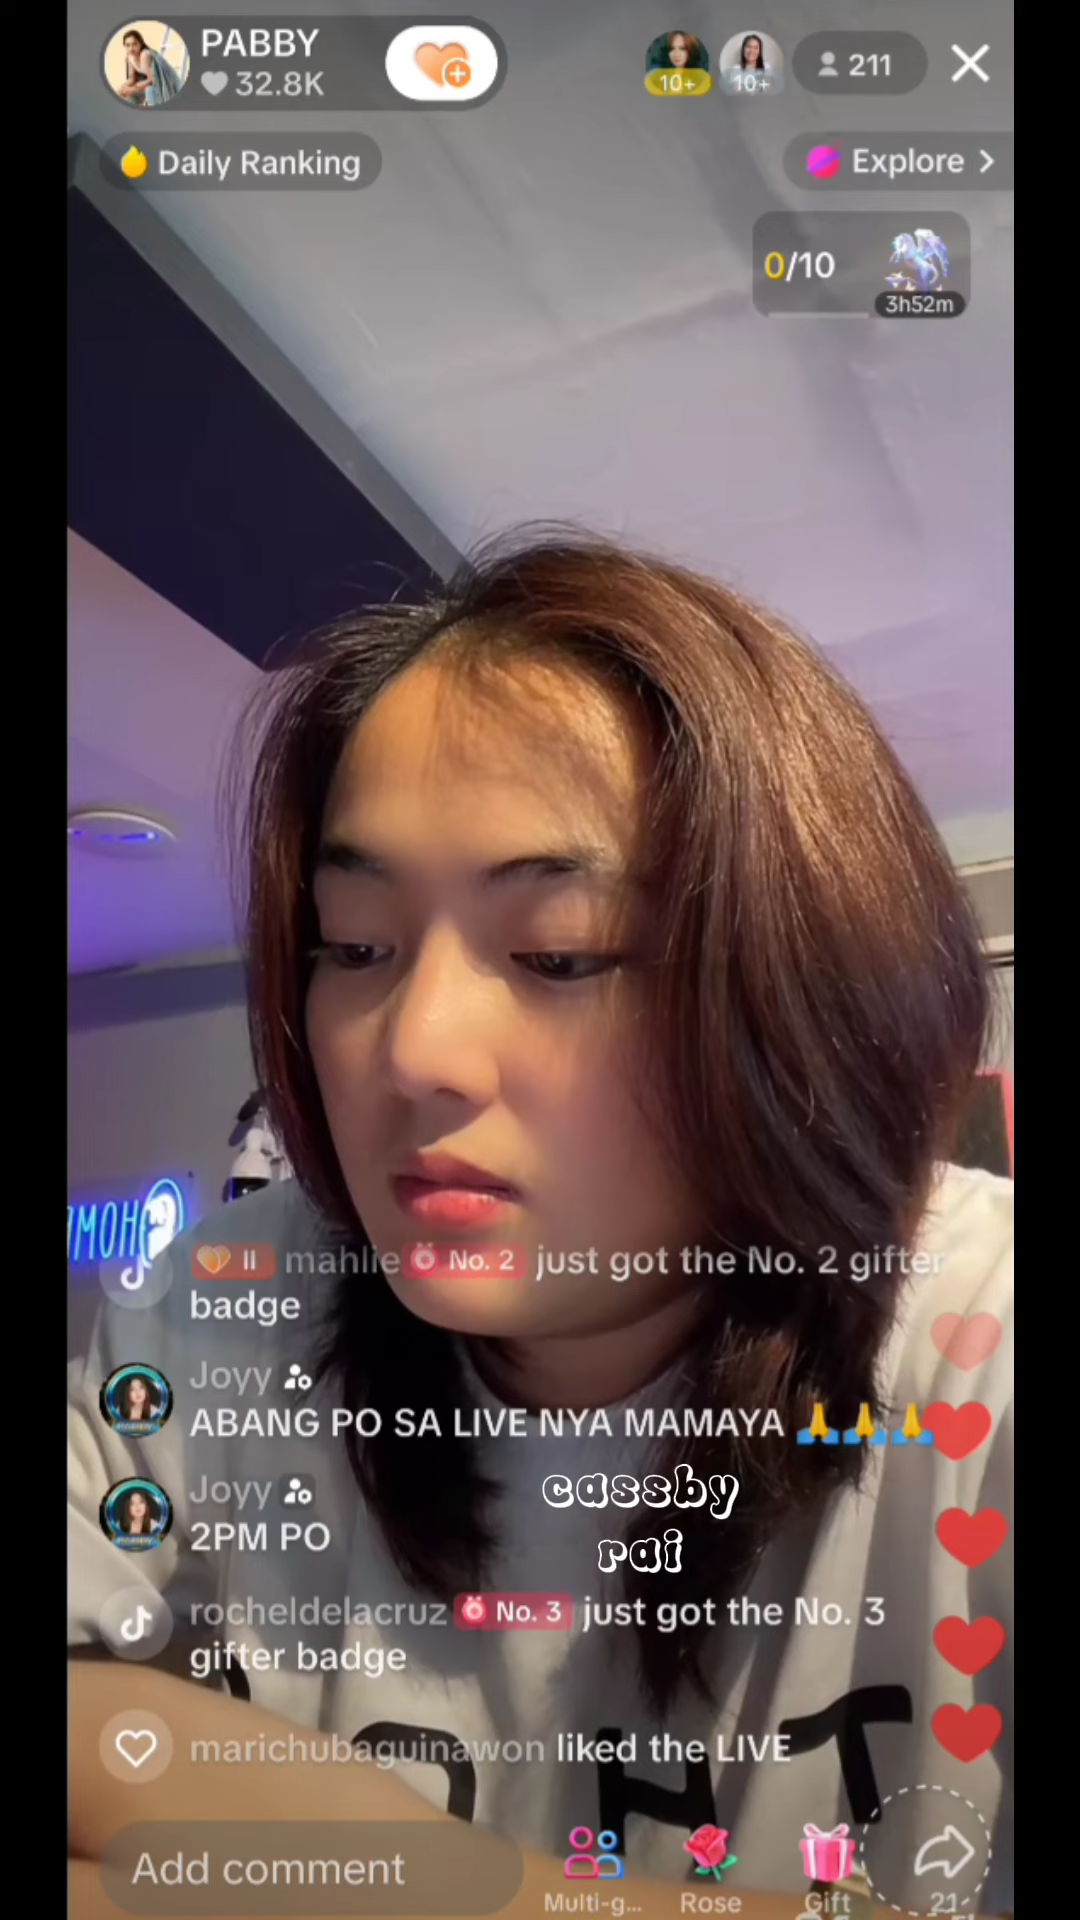 PABBY
32.8K
10+
10+
211
Daily Ranking
Explore >
0/10
3h52m
II mahlie No. 2 just got the No. 2 gifter
badge
Joyy
ABANG PO SA LIVE NYA MAMAYA 🙏🙏🙏
cassby
rai
Joyy
2PM PO
rocheldelacruz No. 3 just got the No. 3
gifter badge
marichubaguinawon liked the LIVE
Add comment
Multi-g...
Rose
Gift
21